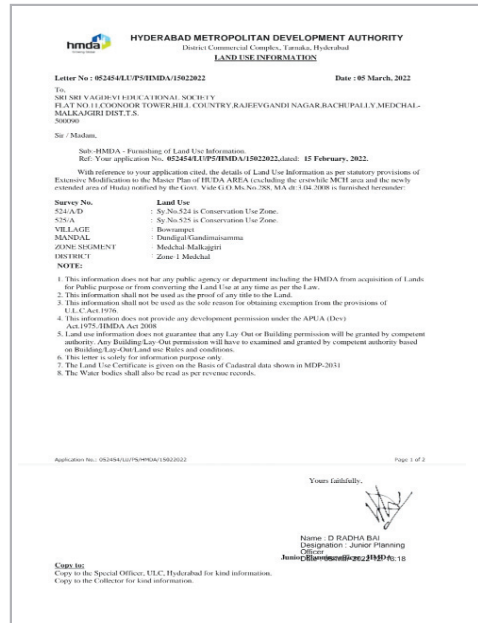 hmda
HYDERABAD METROPOLITAN DEVELOPMENT AUTHORITY
District Commercial Complex, Tarnaka, Hyderabad
LAND USE INFORMATION
Letter No : 052454/LU/P5/HMDA/15022022 Date : 05 March, 2022
To,
SRI SRI VAGDEVI EDUCATIONAL SOCIETY
FLAT NO.11,COONOOR TOWER,HILL COUNTRY,RAJEEVGANDI NAGAR,BACHUPALLY,MEDCHAL-
MALKAJGIRI DIST,T.S.
500090
Sir / Madam,
Sub:-HMDA - Furnishing of Land Use Information.
Ref: Your application No. 052454/LU/P5/HMDA/15022022,dated: 15 February, 2022.
With reference to your application cited, the details of Land Use Information as per statutory provisions of
Extensive Modification to the Master Plan of HUDA AREA (excluding the erstwhile MCH area and the newly
extended area of Huda) notified by the Govt. Vide G.O.Ms.No.288, MA dt:3.04.2008 is furnished hereunder:
Survey No. Land Use
524/A/D : Sy.No.524 is Conservation Use Zone.
525/A : Sy.No.525 is Conservation Use Zone.
VILLAGE : Bowrampet
MANDAL : Dundigal/Gandimaisamma
ZONE SEGMENT : Medchal-Malkajgiri
DISTRICT : Zone-1 Medchal
NOTE:
1. This information does not bar any public agency or department including the HMDA from acquisition of Lands
for Public purpose or from converting the Land Use at any time as per the Law.
2. This information shall not be used as the proof of any title to the Land.
3. This information shall not be used as the sole reason for obtaining exemption from the provisions of
U.L.C.Act.1976.
4. This information does not provide any development permission under the APUA (Dev)
Act.1975./HMDA Act 2008
5. Land use information does not guarantee that any Lay Out or Building permission will be granted by competent
authority. Any Building/Lay-Out permission will have to examined and granted by competent authority based
on Building/Lay-Out/Land use Rules and conditions.
6. This letter is solely for information purpose only
7. The Land Use Certificate is given on the Basis of Cadastral data shown in MDP-2031
8. The Water bodies shall also be read as per revenue records.
Application No.: 052454/LU/P5/HMDA/15022022 Page 1 of 2
Yours faithfully,
Name : D RADHA BAI
Designation : Junior Planning
Officer
Copy to:
Copy to the Special Officer, ULC, Hyderabad for kind information.
Copy to the Collector for kind information.